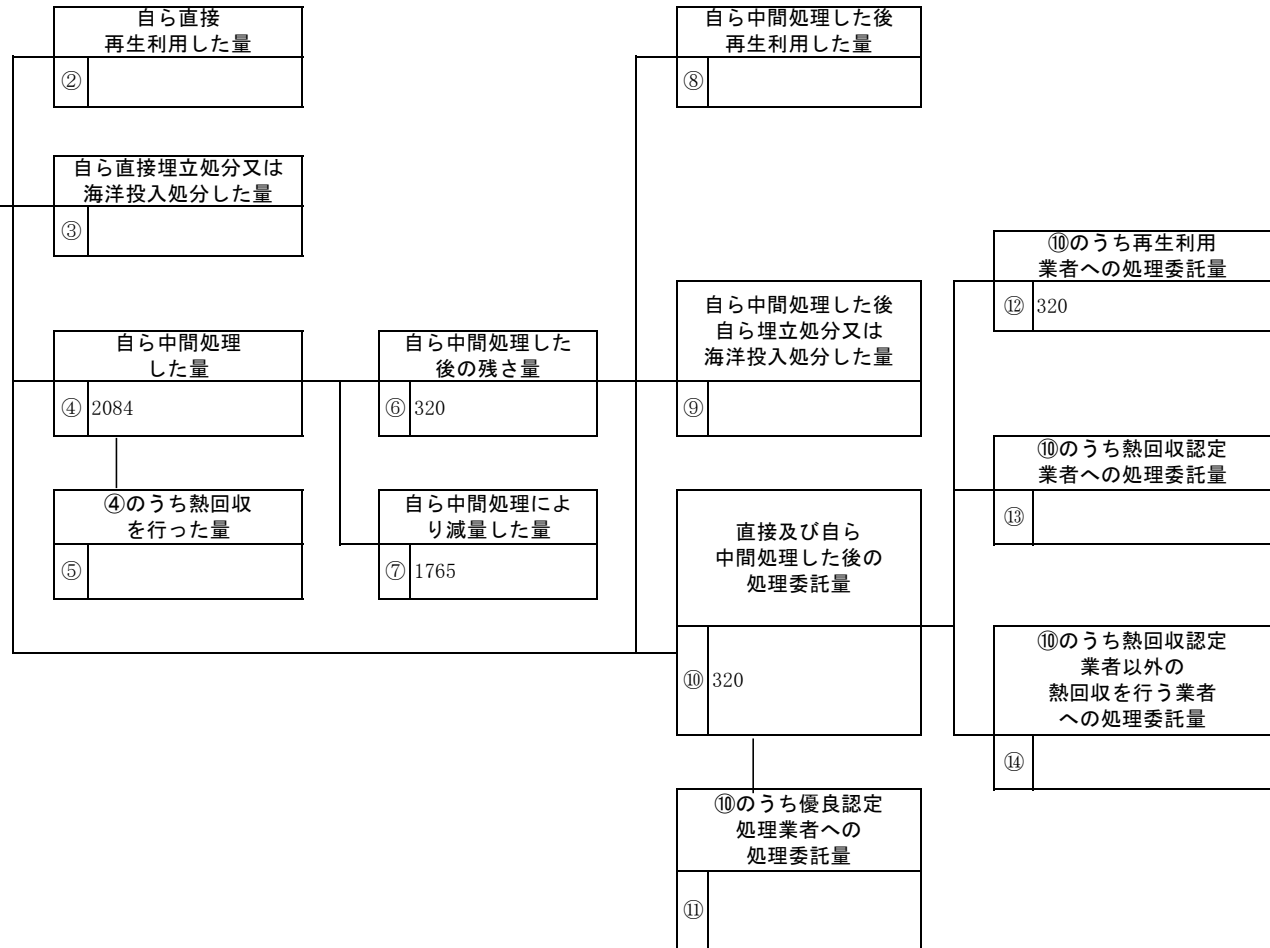 自ら直接
再生利用した量
②
自ら中間処理した後
再生利用した量
⑧
自ら直接埋立処分又は
海洋投入処分した量
③
⑩のうち再生利用
業者への処理委託量
⑫ 320
自ら中間処理
した量
④ 2084
自ら中間処理した
後の残さ量
⑥ 320
自ら中間処理した後
自ら埋立処分又は
海洋投入処分した量
⑨
⑩のうち熱回収認定
業者への処理委託量
⑬
④のうち熱回収
を行った量
⑤
自ら中間処理によ
り減量した量
⑦ 1765
直接及び自ら
中間処理した後の
処理委託量
⑩ 320
⑩のうち熱回収認定
業者以外の
熱回収を行う業者
への処理委託量
⑭
⑩のうち優良認定
処理業者への
処理委託量
⑪